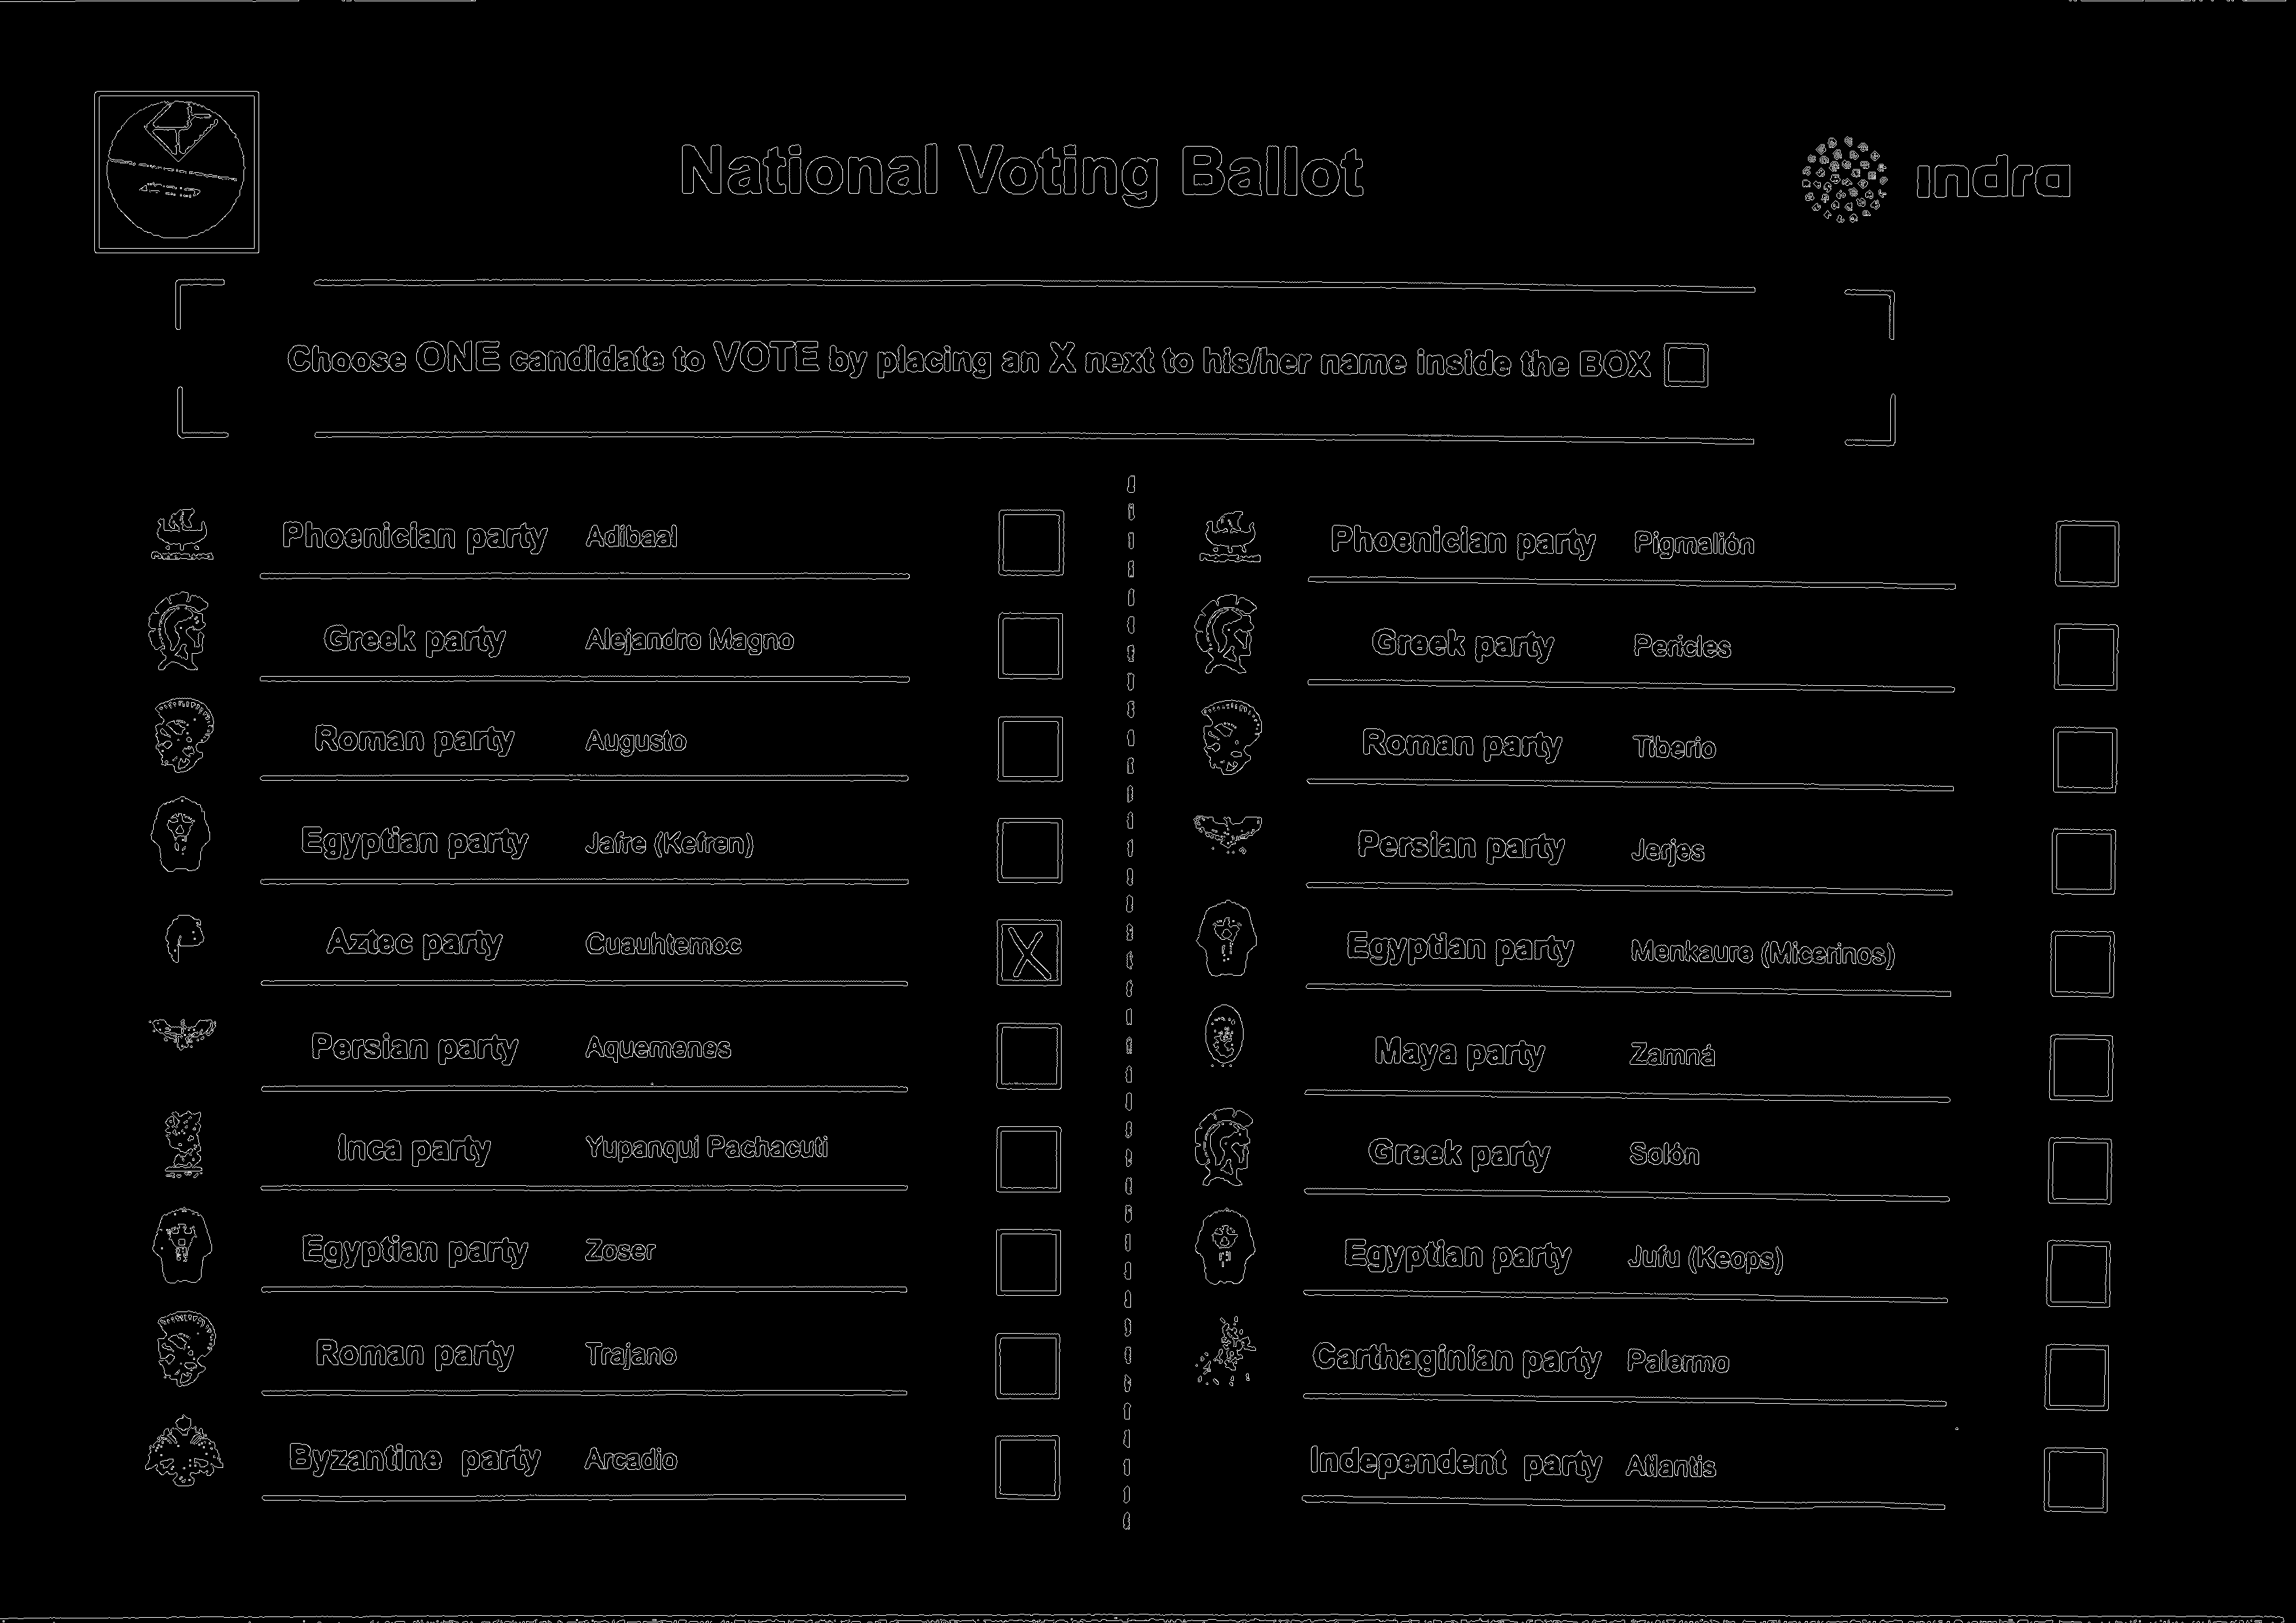 National Voting Ballot
indra
Choose ONE candidate to VOTE by placing an X next to his/her name inside the BOX
Phoenician party Adibaal
Greek party Alejandro Magno
Roman party Augusto
Egyptian party Jafre (Kefren)
Aztec party Cuauhtemoc X
Persian party Aquemenes
Inca party Yupanqui Pachacuti
Egyptian party Zoser
Roman party Trajano
Byzantine party Arcadio
Phoenician party Pigmalión
Greek party Pericles
Roman party Tiberio
Persian party Jerjes
Egyptian party Menkaure (Micerinos)
Maya party Zamná
Greek party Solón
Egyptian party Jufu (Keops)
Carthaginian party Palermo
Independent party Atlantis